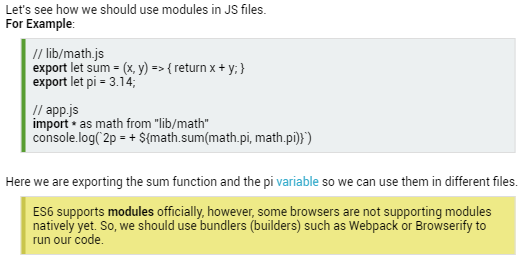 Let's see how we should use modules in JS files.
For Example:
// lib/math.js
export let sum = (x, y) => { return x + y; }
export let pi = 3.14;
// app.js
import * as math from "lib/math"
console.log(`2p = + ${math.sum(math.pi, math.pi)}`)
Here we are exporting the sum function and the pi variable so we can use them in different files.
ES6 supports modules officially, however, some browsers are not supporting modules
natively yet. So, we should use bundlers (builders) such as Webpack or Browserify to
run our code.